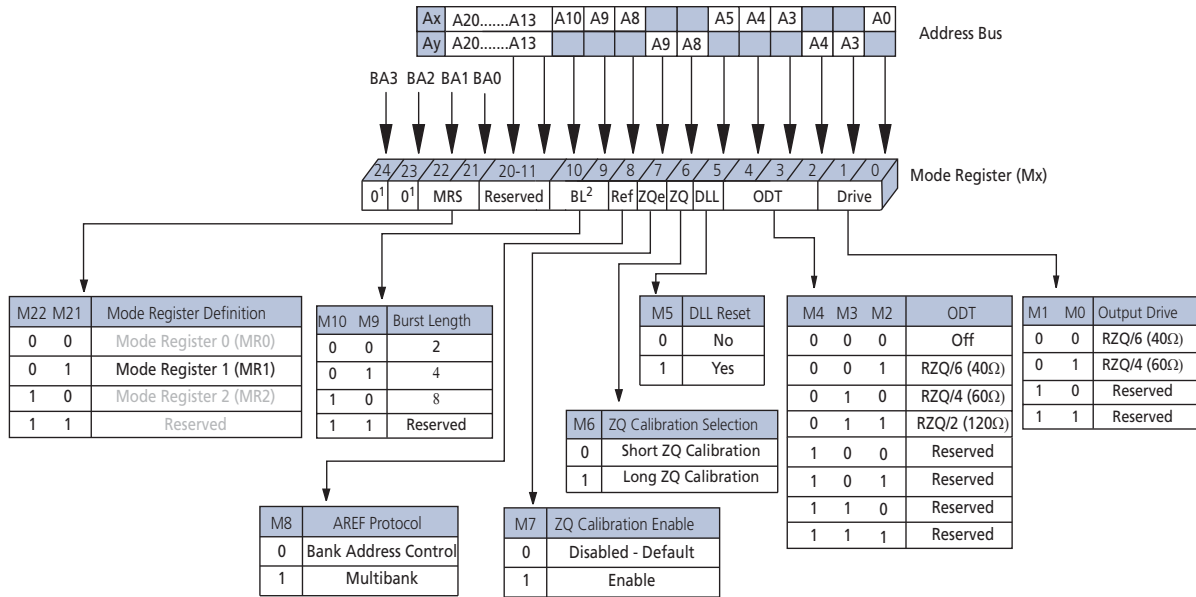 Ax A20.......A13 A10 A9 A8 A5 A4 A3 A0
Ay A20.......A13 A9 A8 A4 A3
Address Bus
BA3 BA2 BA1 BA0
24 23 22 21 20-11 10 9 8 7 6 5 4 3 2 1 0
Mode Register (Mx)
0¹ 0¹ MRS Reserved BL² Ref ZQe ZQ DLL ODT Drive
M22 M21 Mode Register Definition
0 0 Mode Register 0 (MR0)
0 1 Mode Register 1 (MR1)
1 0 Mode Register 2 (MR2)
1 1 Reserved
M10 M9 Burst Length
0 0 2
0 1 4
1 0 8
1 1 Reserved
M5 DLL Reset
0 No
1 Yes
M4 M3 M2 ODT
0 0 0 Off
0 0 1 RZQ/6 (40Ω)
0 1 0 RZQ/4 (60Ω)
0 1 1 RZQ/2 (120Ω)
1 0 0 Reserved
1 0 1 Reserved
1 1 0 Reserved
1 1 1 Reserved
M1 M0 Output Drive
0 0 RZQ/6 (40Ω)
0 1 RZQ/4 (60Ω)
1 0 Reserved
1 1 Reserved
M6 ZQ Calibration Selection
0 Short ZQ Calibration
1 Long ZQ Calibration
M8 AREF Protocol
0 Bank Address Control
1 Multibank
M7 ZQ Calibration Enable
0 Disabled - Default
1 Enable